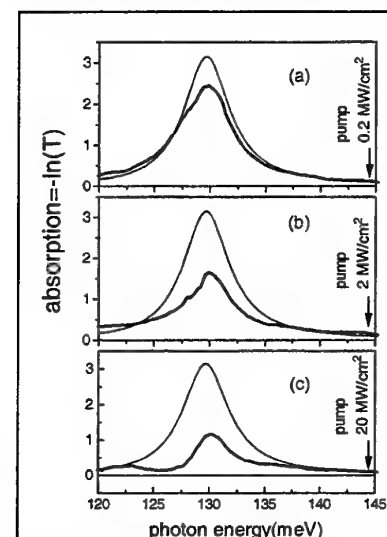 absorption=-ln(T)
3
2
1
0
(a)
pump
0.2 MW/cm²
3
2
1
0
(b)
pump
2 MW/cm²
3
2
1
0
(c)
pump
20 MW/cm²
120 125 130 135 140 145
photon energy(meV)